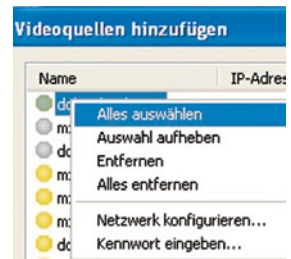 Videoquellen hinzufügen
Name IP-Adres
Alles auswählen
Auswahl aufheben
Entfernen
Alles entfernen
Netzwerk konfigurieren...
Kennwort eingeben...